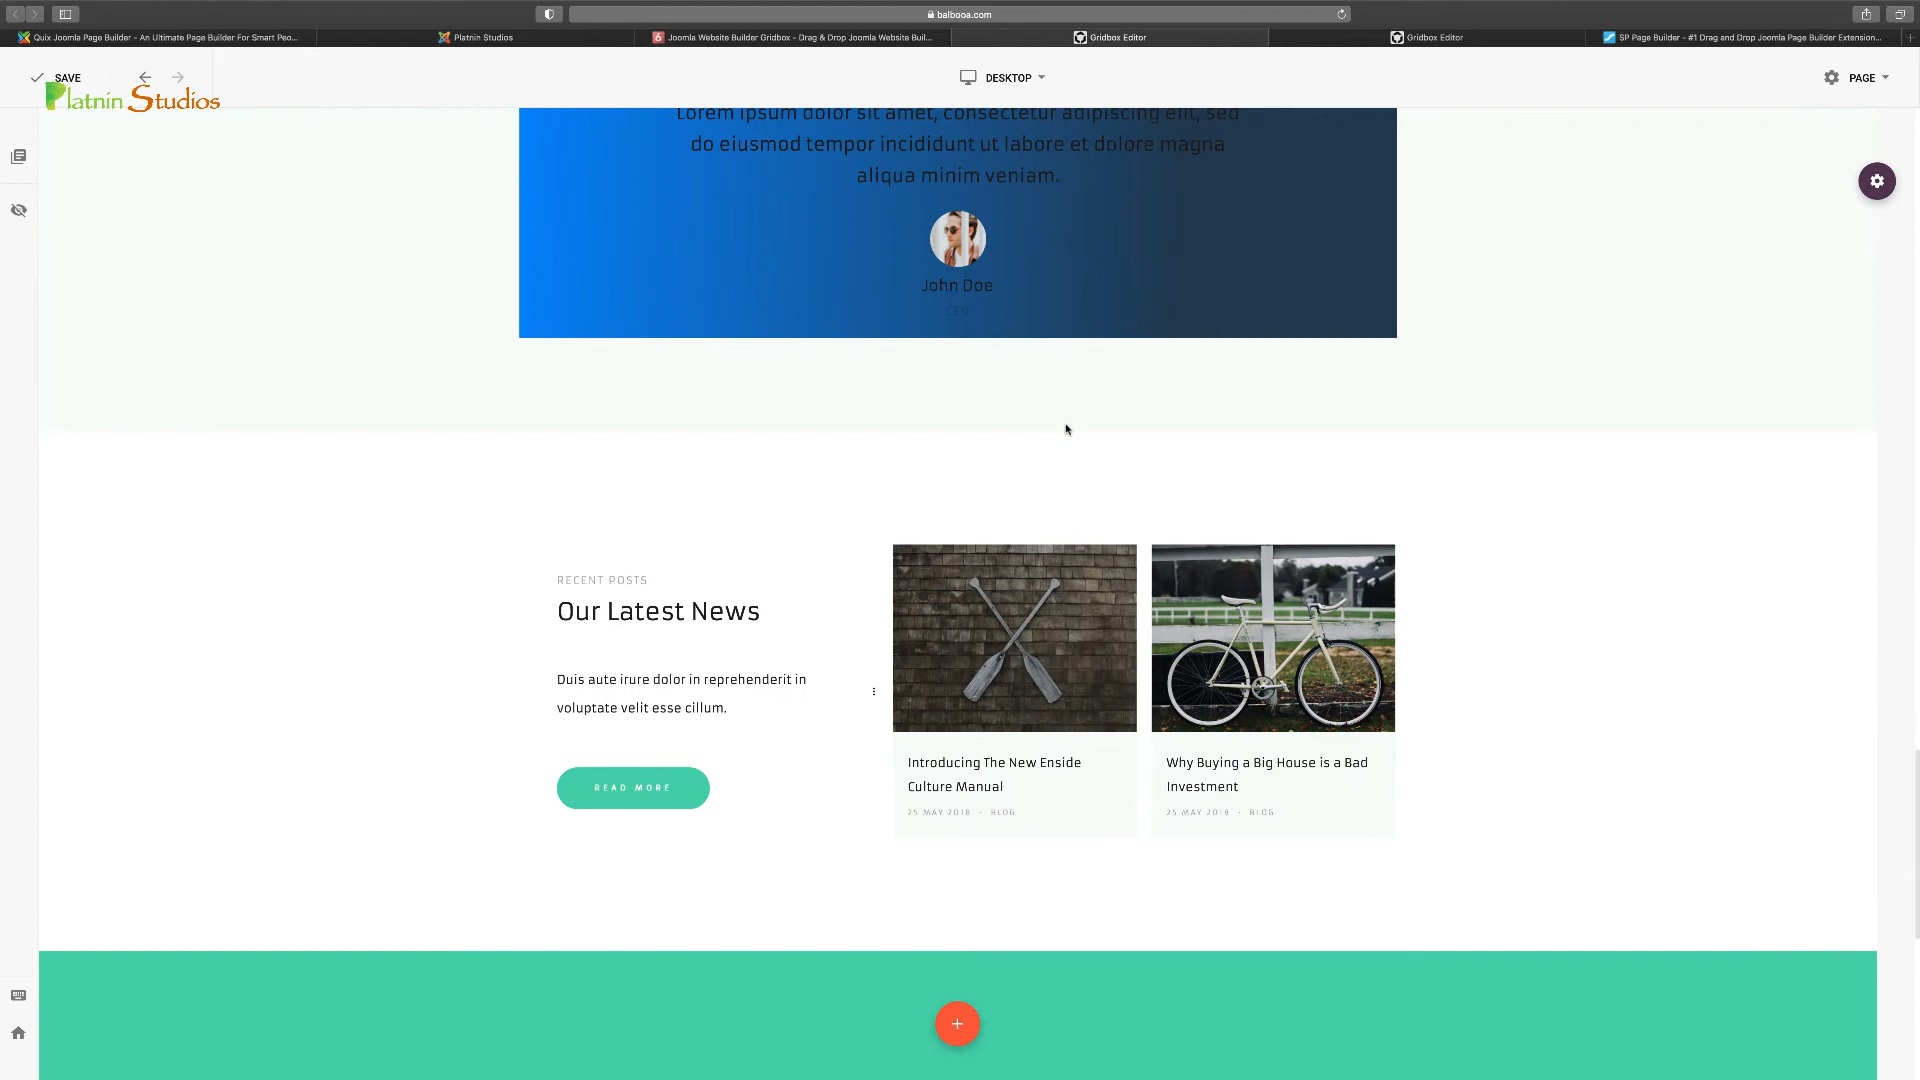 balbooa.com
Quix Joomla Page Builder - An Ultimate Page Builder For Smart Peo...
Platnin Studios
Joomla Website Builder Gridbox - Drag & Drop Joomla Website Buil...
Gridbox Editor
Gridbox Editor
SP Page Builder - #1 Drag and Drop Joomla Page Builder Extension...
SAVE
DESKTOP
PAGE
Platnin Studios
Lorem ipsum dolor sit amet, consectetur adipiscing elit, sed
do eiusmod tempor incididunt ut labore et dolore magna
aliqua minim veniam.
John Doe
CEO
RECENT POSTS
Our Latest News
Duis aute irure dolor in reprehenderit in
voluptate velit esse cillum.
READ MORE
Introducing The New Enside
Culture Manual
25 MAY 2018 · BLOG
Why Buying a Big House is a Bad
Investment
25 MAY 2018 · BLOG